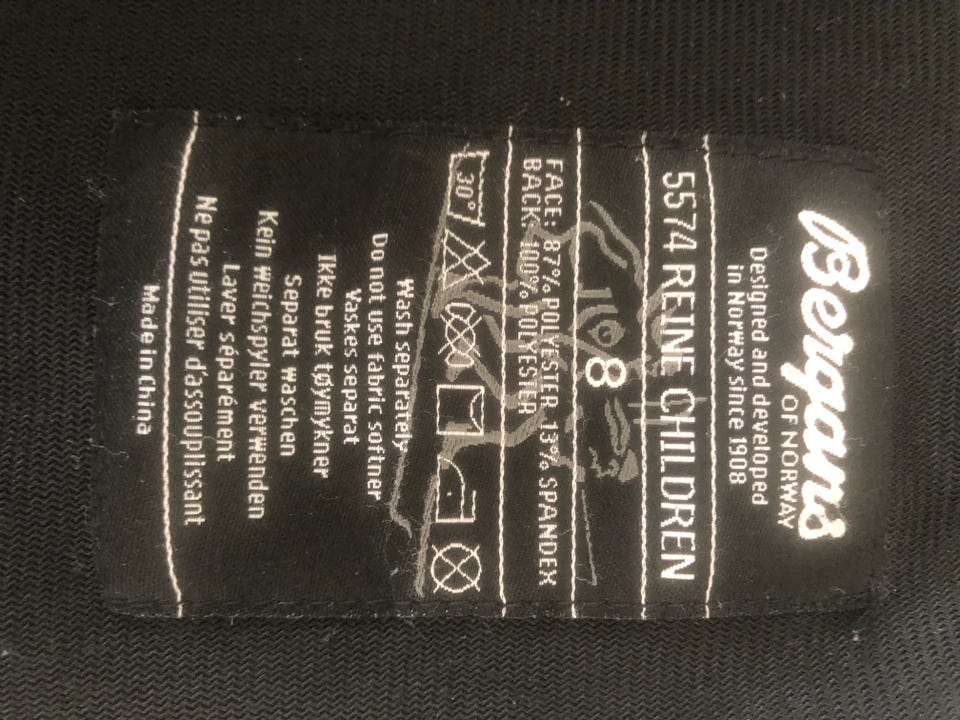 Bergans
OF NORWAY
Designed and developed
in Norway since 1908
5574 REINE CHILDREN
8
FACE: 87% POLYESTER 13% SPANDEX
BACK: 100% POLYESTER
30°
Wash separately
Do not use fabric softner
Vaskes separat
Ikke bruk tøymykner
Separat waschen
Kein weichspyler verwenden
Laver séparément
Ne pas utiliser d'assouplissant
Made in China